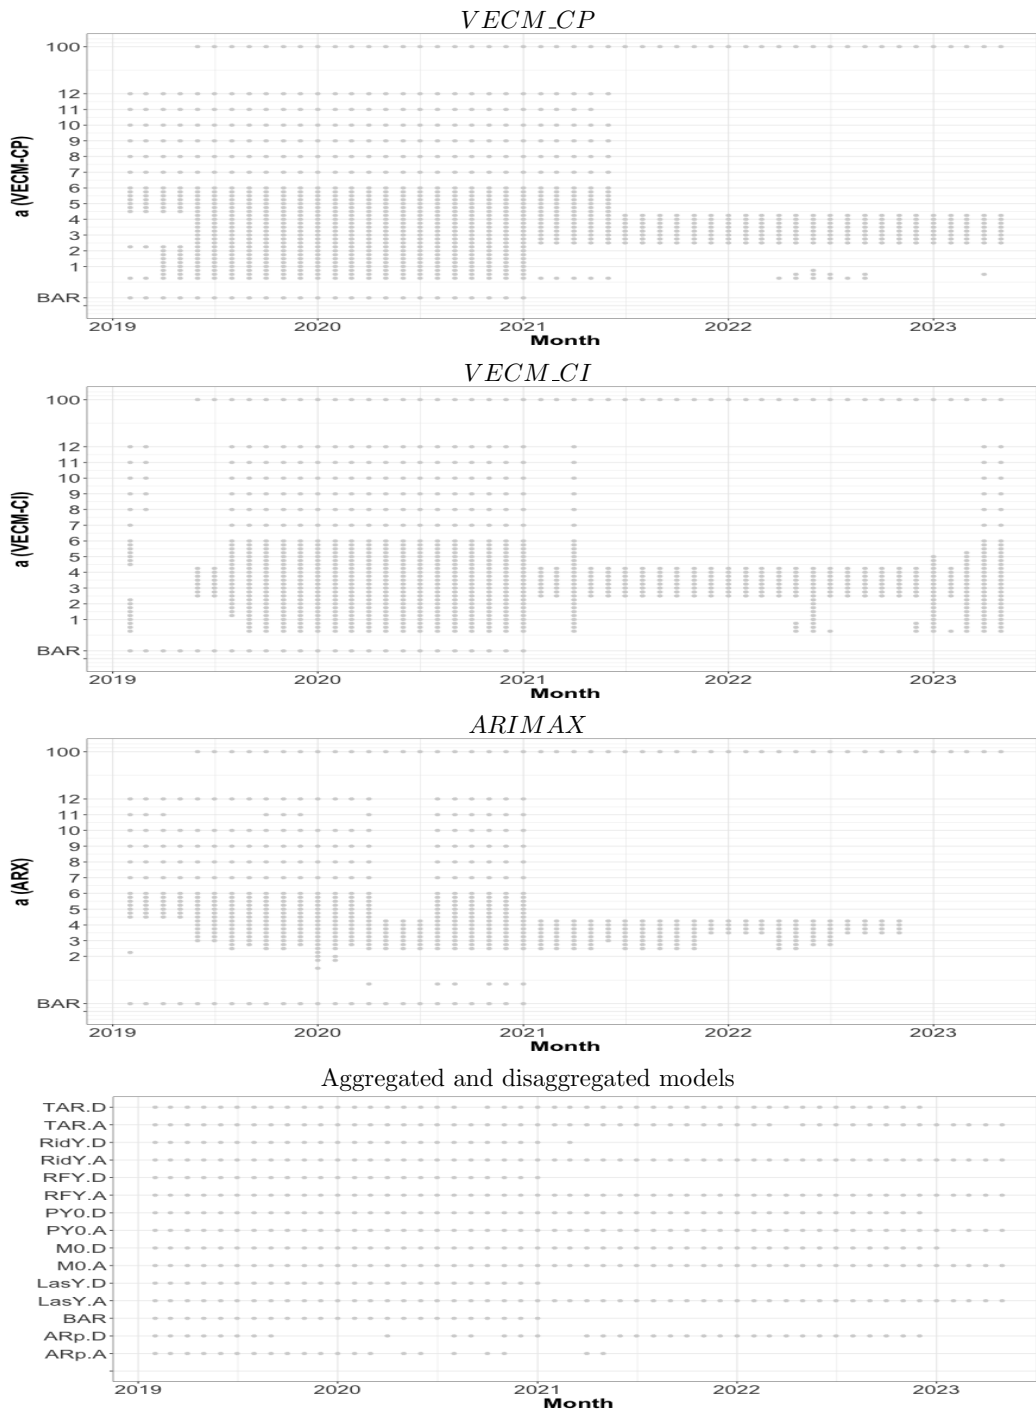 VECM_CP
100
12
11
10
9
8
7
6
5
4
3
2
1
BAR
a (VECM-CP)
2019 2020 2021 2022 2023
Month
VECM_CI
100
12
11
10
9
8
7
6
5
4
3
2
1
BAR
a (VECM-CI)
2019 2020 2021 2022 2023
Month
ARIMAX
100
12
11
10
9
8
7
6
5
4
3
2
BAR
a (ARX)
2019 2020 2021 2022 2023
Month
Aggregated and disaggregated models
TAR.D
TAR.A
RidY.D
RidY.A
RFY.D
RFY.A
PY0.D
PY0.A
M0.D
M0.A
LasY.D
LasY.A
BAR
ARp.D
ARp.A
2019 2020 2021 2022 2023
Month